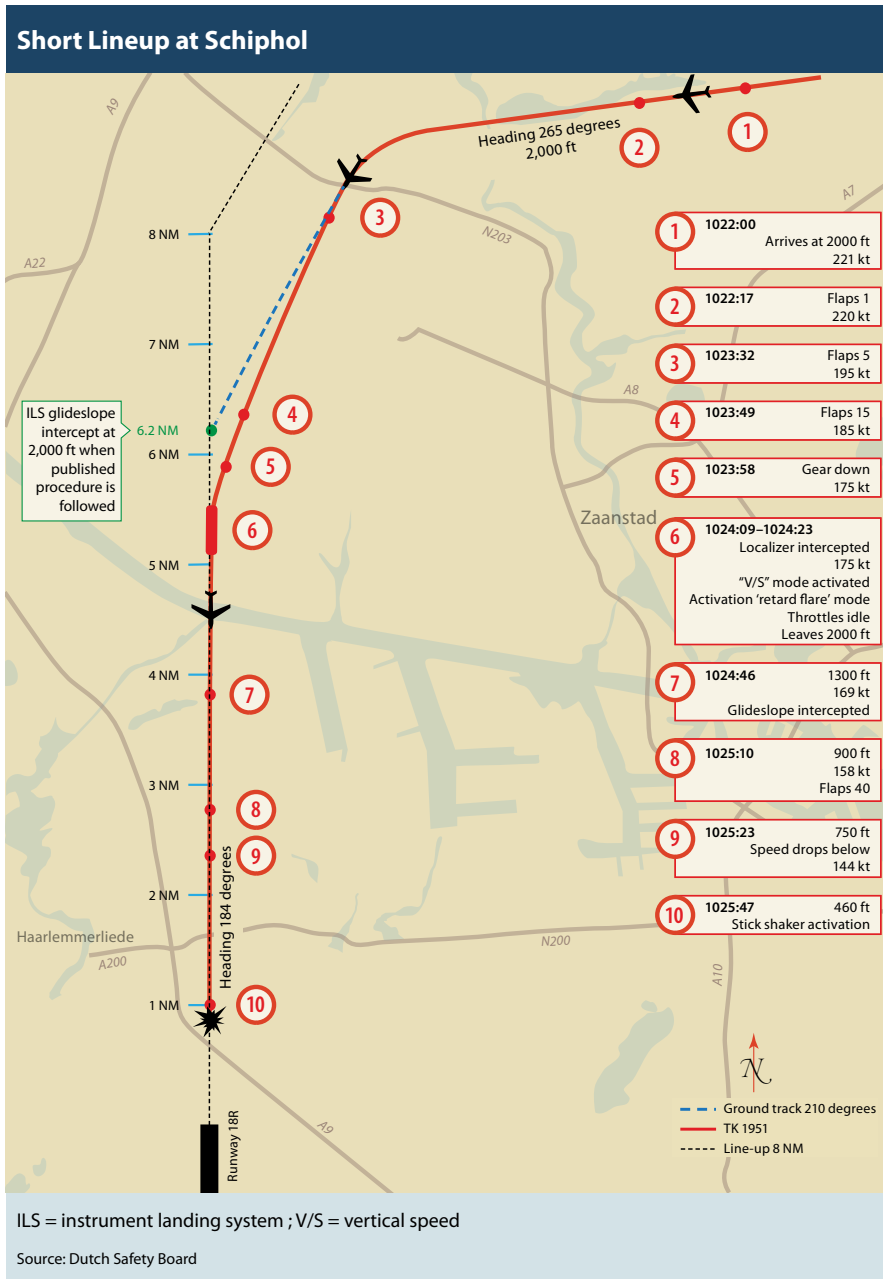 Short Lineup at Schiphol
A9
Heading 265 degrees
2,000 ft
2
1
3
A7
8 NM
N203
A22
1
1022:00
Arrives at 2000 ft
221 kt
2
1022:17 Flaps 1
220 kt
7 NM
3
1023:32 Flaps 5
195 kt
A8
ILS glideslope
intercept at
2,000 ft when
published
procedure is
followed
6.2 NM
4
4
1023:49 Flaps 15
185 kt
6 NM
5
5
1023:58 Gear down
175 kt
6
Zaanstad
6
1024:09–1024:23
Localizer intercepted
175 kt
“V/S” mode activated
Activation ‘retard flare’ mode
Throttles idle
Leaves 2000 ft
5 NM
4 NM
7
7
1024:46 1300 ft
169 kt
Glideslope intercepted
3 NM
8
8
1025:10 900 ft
158 kt
Flaps 40
9
9
1025:23 750 ft
Speed drops below
144 kt
2 NM
Heading 184 degrees
10
1025:47 460 ft
Stick shaker activation
Haarlemmerliede
A200
N200
A10
1 NM
10
N
A9
Runway 18R
Ground track 210 degrees
TK 1951
Line-up 8 NM
ILS = instrument landing system ; V/S = vertical speed
Source: Dutch Safety Board